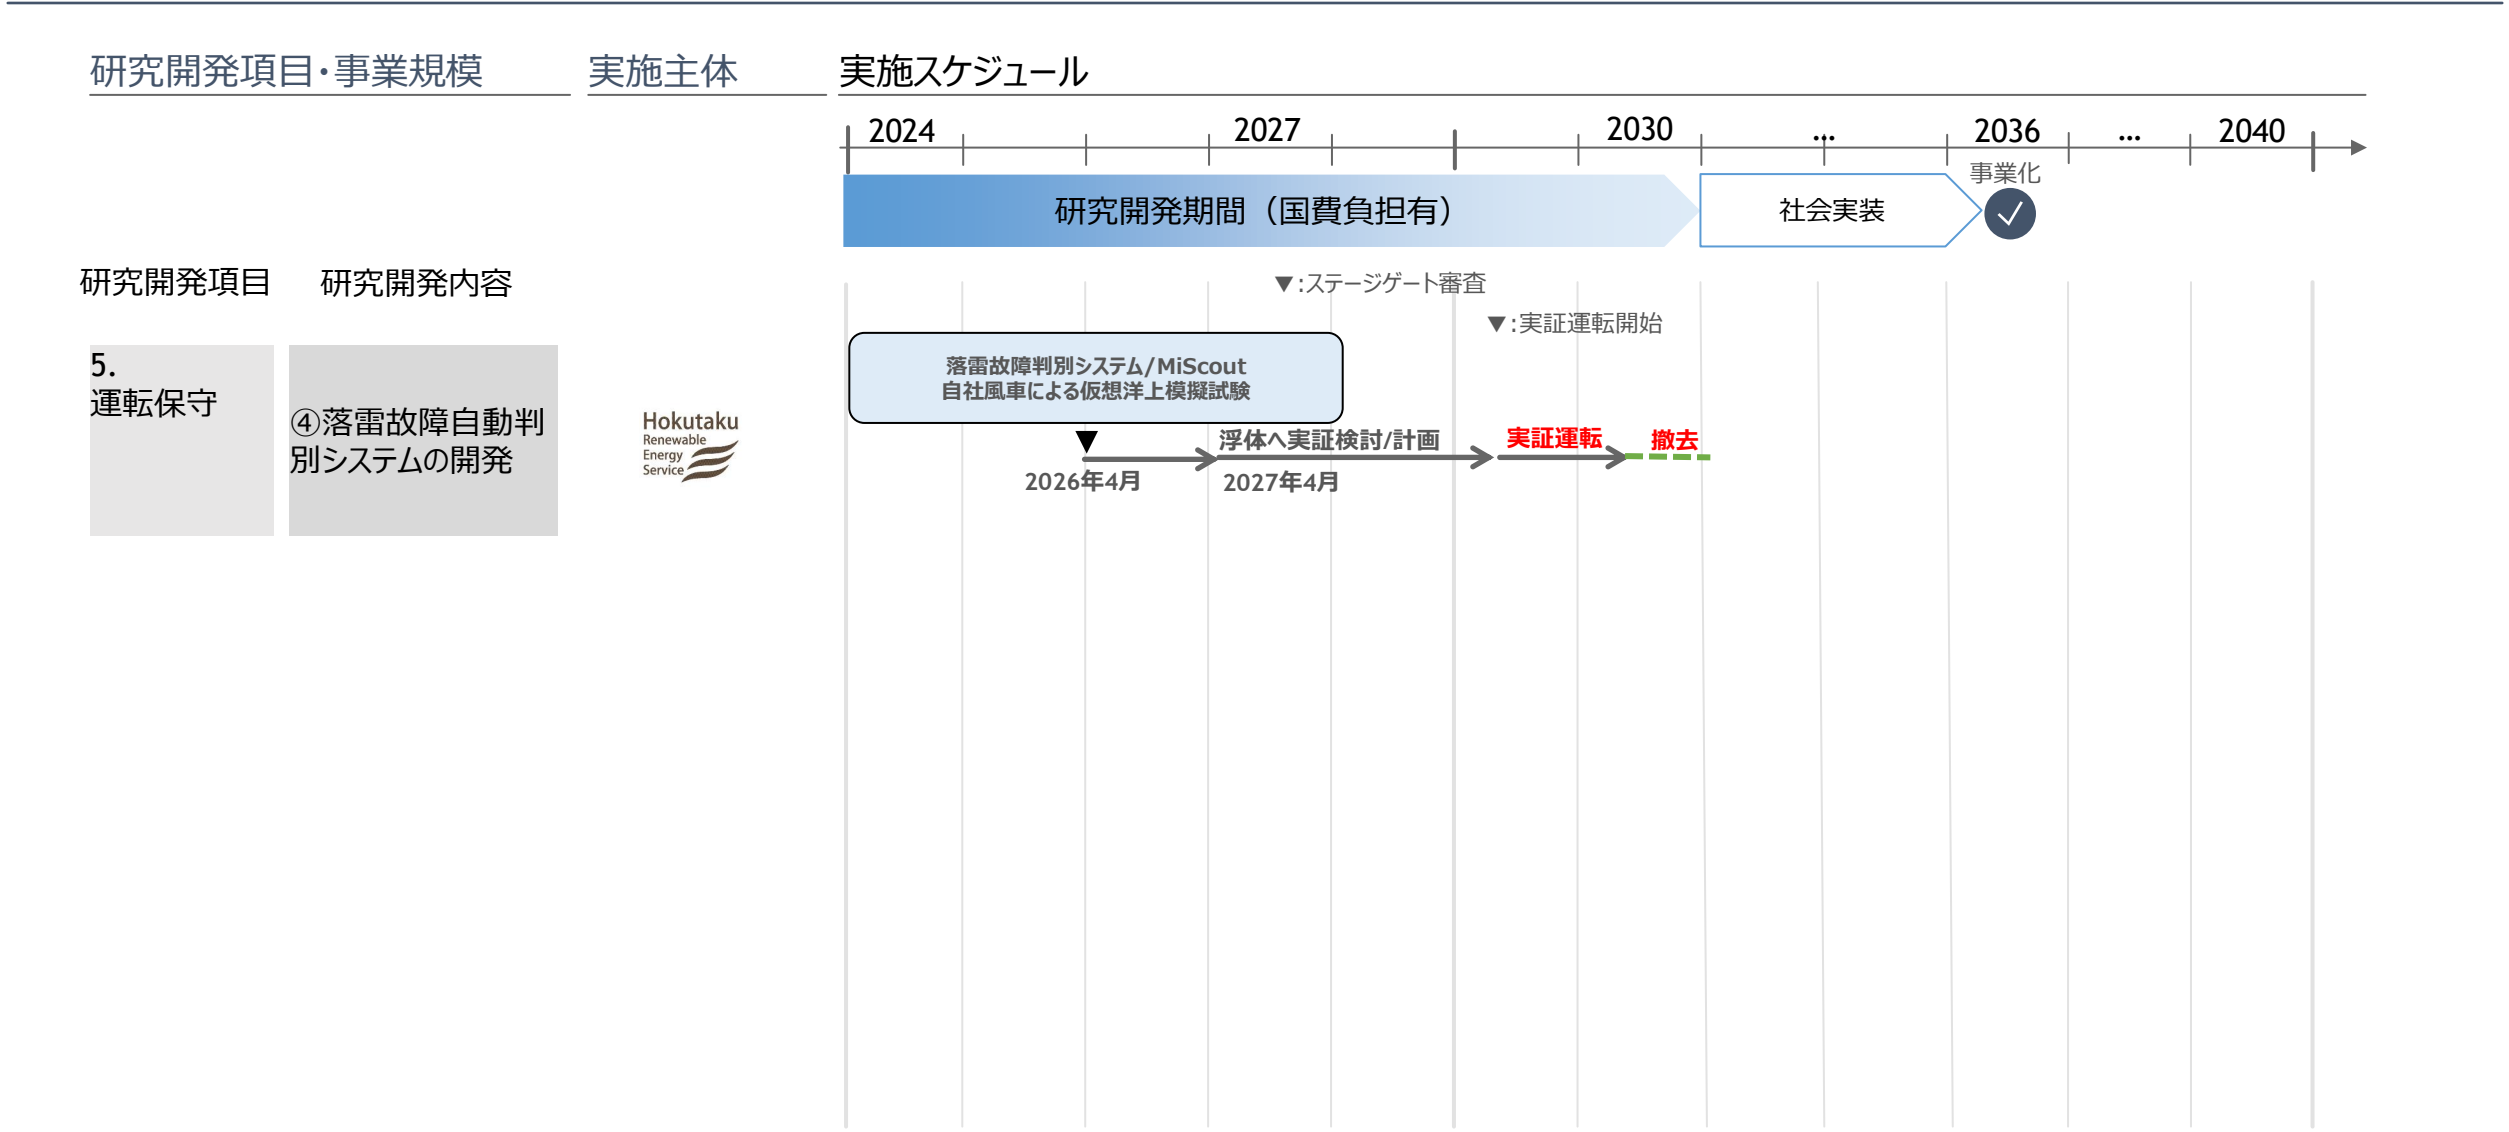 研究開発項目・事業規模
実施主体
実施スケジュール
2024
2027
2030
…
2036
…
2040
事業化
研究開発期間（国費負担有）
社会実装
研究開発項目
研究開発内容
▼:ステージゲート審査
▼:実証運転開始
5.
運転保守
④落雷故障自動判
別システムの開発
Hokutaku
Renewable
Energy
Service
落雷故障判別システム/MiScout
自社風車による仮想洋上模擬試験
浮体へ実証検討/計画
実証運転
撤去
2026年4月
2027年4月